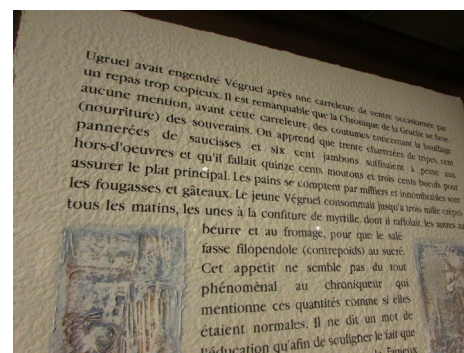 Ugruel avait engendré Végruel après une carreleure de ventre occasionnée par
un repas trop copieux. Il est remarquable que la Chronique de la Gruelie ne fasse
aucune mention, avant cette carreleure, des coutumes concernant la bouffage
(nourriture) des souverains. On apprend que trente charretées de tripes, cent
pannerées de saucisses et six cent jambons suffisaient à peine aux
hors-d'oeuvres et qu'il fallait quinze cents moutons et trois cents boeufs pour
assurer le plat principal. Les pains se comptent par milliers et innombrables sont
les fougasses et gâteaux. Le jeune Végruel consommait jusqu'à trois mille crêpes
tous les matins, les unes à la confiture de myrtille, dont il raffolait, les autres au
beurre et au fromage, pour que le salé
fasse filopendole (contrepoids) au sucré.
Cet appétit ne semble pas du tout
phénoménal au chroniqueur qui
mentionne ces quantités comme si elles
étaient normales. Il ne dit un mot de
l'éducation qu'afin de souligner le fait que
le fameux